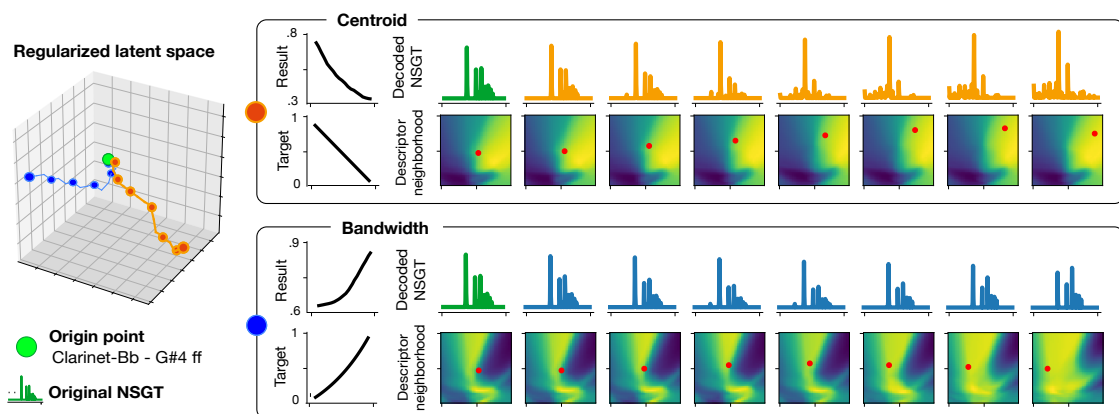 Centroid
Regularized latent space
.8
Result
.3
Decoded
NSGT
1
Target
0
Descriptor
neighborhood
Bandwidth
.9
Result
.6
Decoded
NSGT
1
Target
0
Descriptor
neighborhood
Origin point
Clarinet-Bb - G#4 ff
Original NSGT